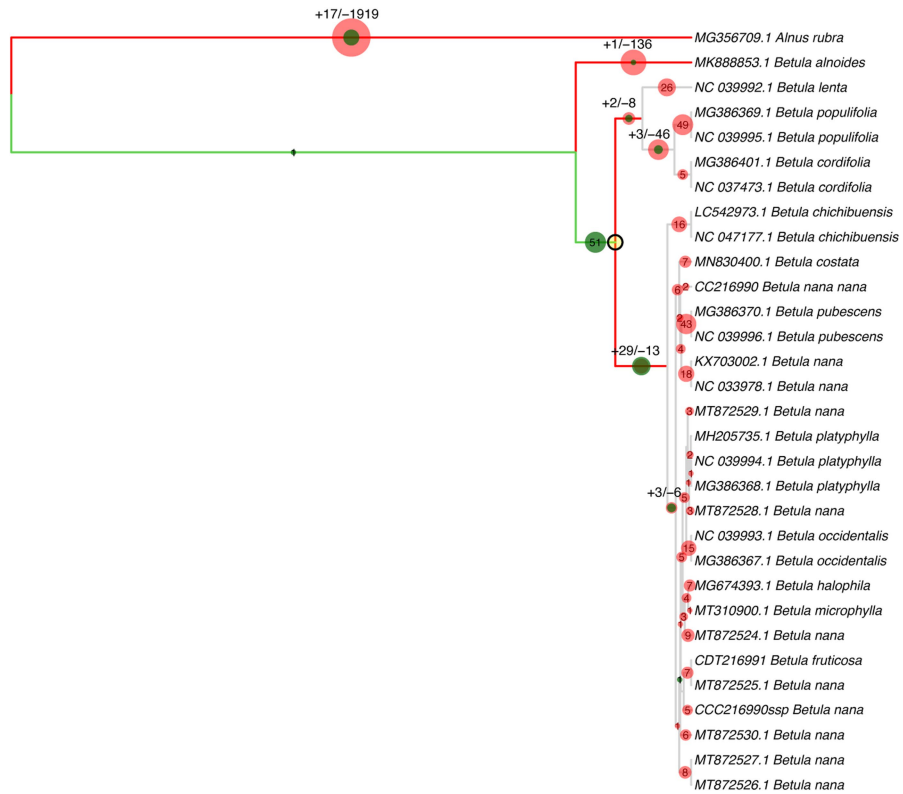 +17/−1919
MG356709.1 Alnus rubra
+1/−136
MK888853.1 Betula alnoides
26
NC 039992.1 Betula lenta
+2/−8
MG386369.1 Betula populifolia
49
NC 039995.1 Betula populifolia
+3/−46
MG386401.1 Betula cordifolia
5
NC 037473.1 Betula cordifolia
LC542973.1 Betula chichibuensis
16
NC 047177.1 Betula chichibuensis
51
7
MN830400.1 Betula costata
6
2
CC216990 Betula nana nana
MG386370.1 Betula pubescens
2
43
NC 039996.1 Betula pubescens
4
+29/−13
KX703002.1 Betula nana
18
NC 033978.1 Betula nana
3
MT872529.1 Betula nana
MH205735.1 Betula platyphylla
2
NC 039994.1 Betula platyphylla
1
1
MG386368.1 Betula platyphylla
+3/−6
5
3
MT872528.1 Betula nana
NC 039993.1 Betula occidentalis
15
5
MG386367.1 Betula occidentalis
7
MG674393.1 Betula halophila
4
1
MT310900.1 Betula microphylla
3
1
9
MT872524.1 Betula nana
CDT216991 Betula fruticosa
7
MT872525.1 Betula nana
5
CCC216990ssp Betula nana
1
6
MT872530.1 Betula nana
MT872527.1 Betula nana
8
MT872526.1 Betula nana